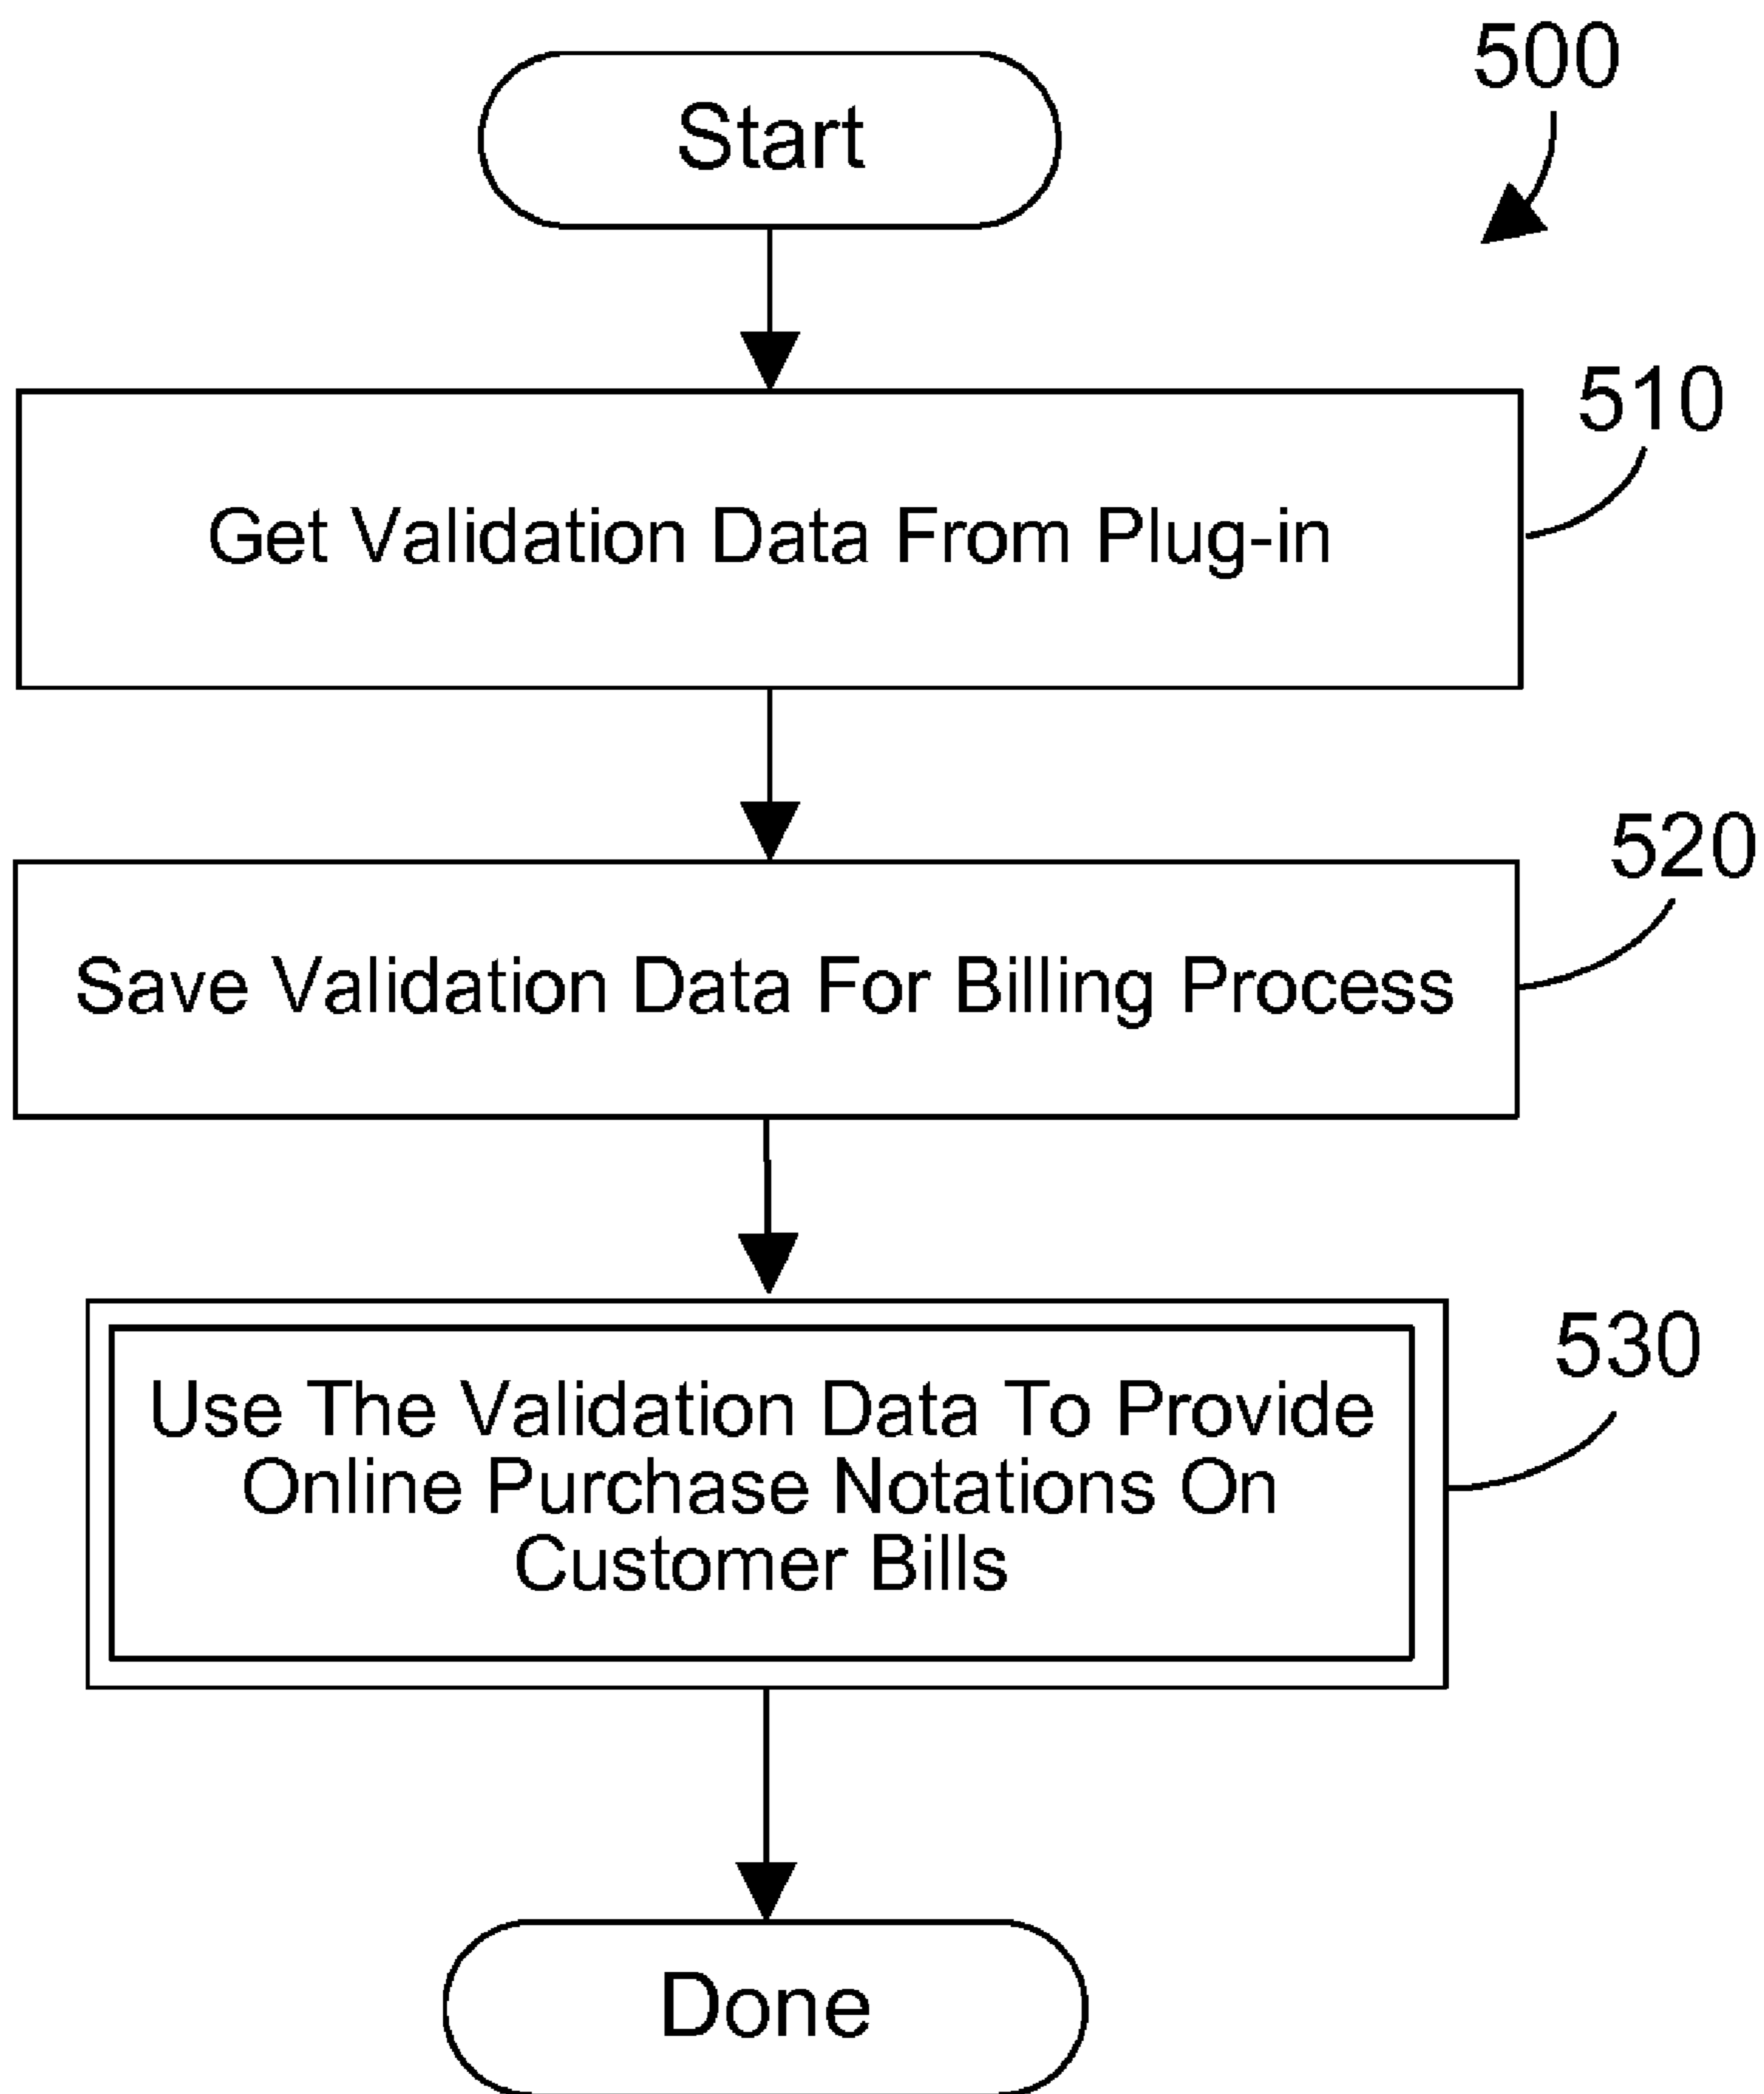 500
Start
510
Get Validation Data From Plug-in
520
Save Validation Data For Billing Process
530
Use The Validation Data To Provide
Online Purchase Notations On
Customer Bills
Done